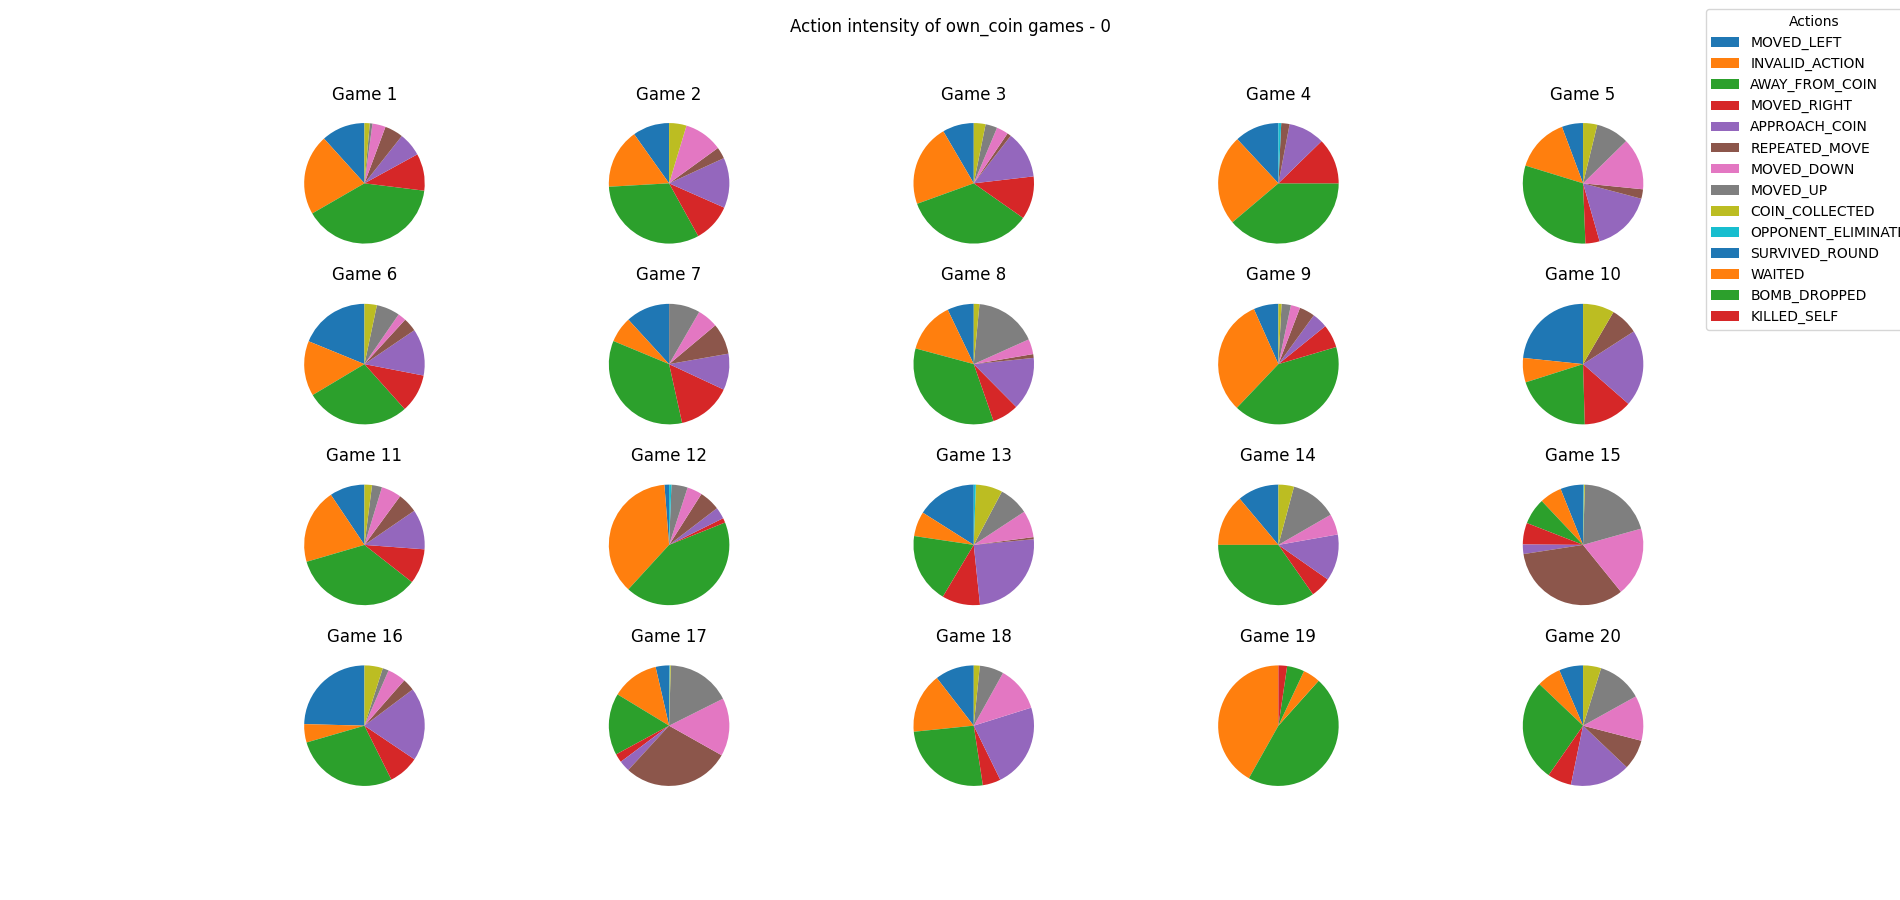 Action intensity of own_coin games - 0
Actions
MOVED_LEFT
INVALID_ACTION
AWAY_FROM_COIN
MOVED_RIGHT
APPROACH_COIN
REPEATED_MOVE
MOVED_DOWN
MOVED_UP
COIN_COLLECTED
OPPONENT_ELIMINAT
SURVIVED_ROUND
WAITED
BOMB_DROPPED
KILLED_SELF
Game 1
Game 2
Game 3
Game 4
Game 5
Game 6
Game 7
Game 8
Game 9
Game 10
Game 11
Game 12
Game 13
Game 14
Game 15
Game 16
Game 17
Game 18
Game 19
Game 20